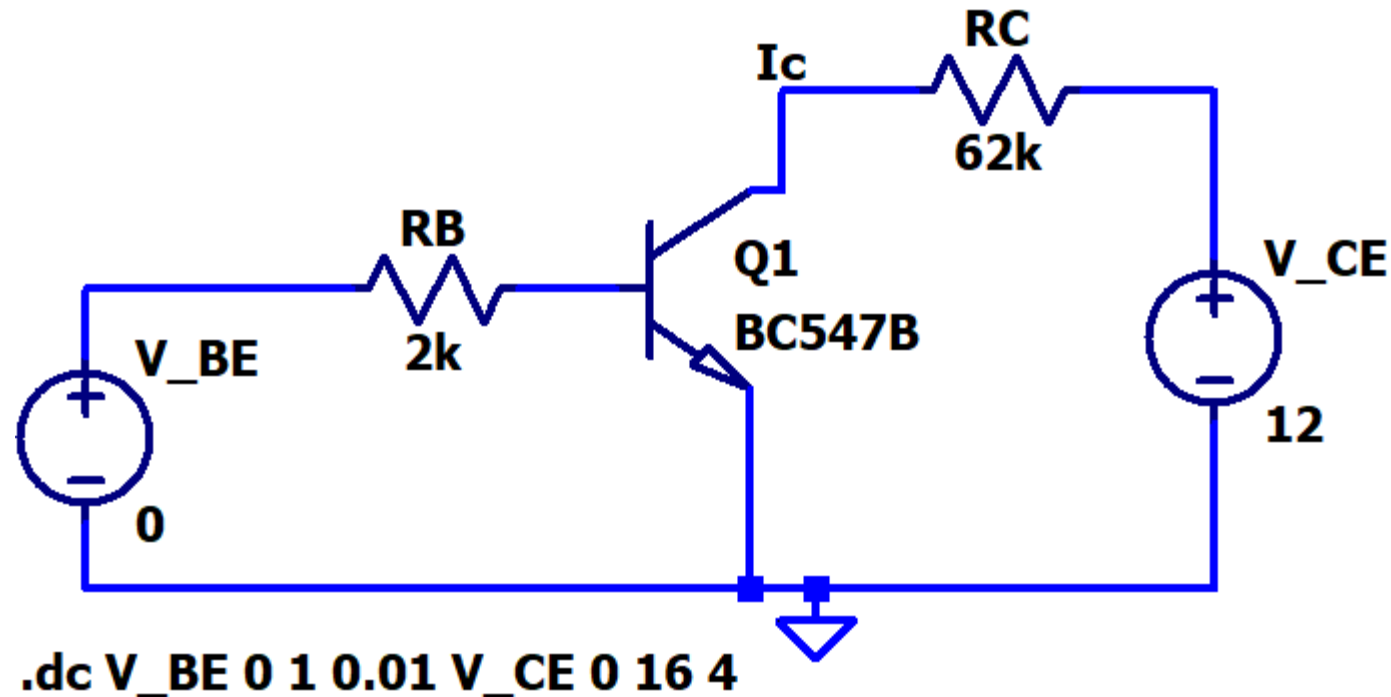 RC
Ic
62k
RB
Q1
V_CE
BC547B
2k
V_BE
12
0
.dc V_BE 0 1 0.01 V_CE 0 16 4